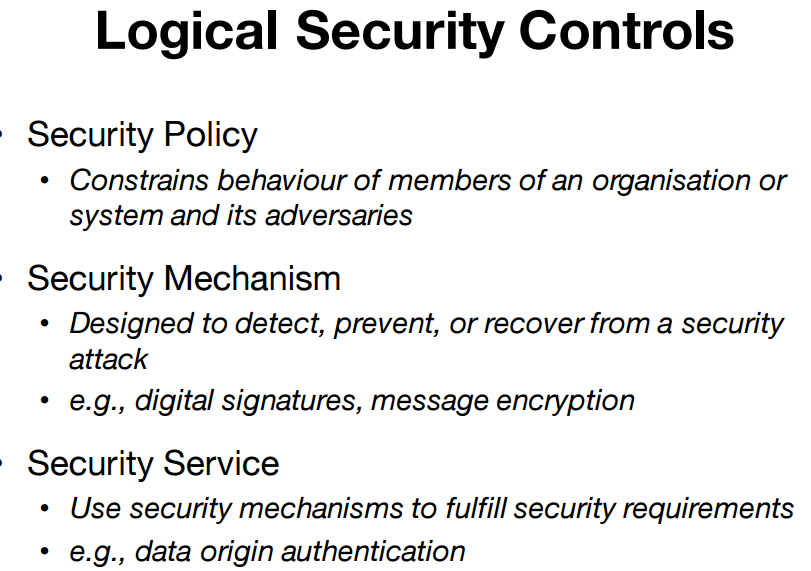 Logical Security Controls
• Security Policy
• Constrains behaviour of members of an organisation or
system and its adversaries
• Security Mechanism
• Designed to detect, prevent, or recover from a security
attack
• e.g., digital signatures, message encryption
• Security Service
• Use security mechanisms to fulfill security requirements
• e.g., data origin authentication